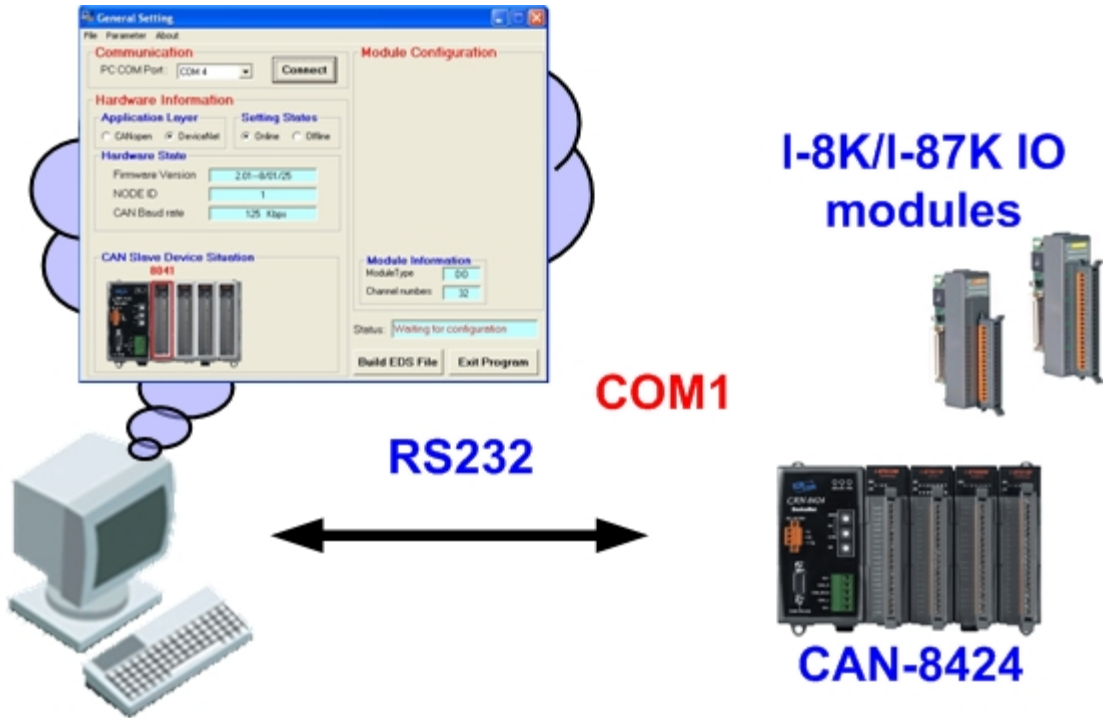 General Setting
File Parameter About
Communication
PC COM Port: COM 4 Connect
Hardware Information
Application Layer
CANopen DeviceNet
Setting States
Online Offline
Hardware State
Firmware Version
NODE ID 1
CAN Baud rate 125 Kbps
CAN Slave Device Situation
8041
Module Configuration
Module Information
ModuleType DO
Channel numbers 32
Status: Waiting for configuration
Build EDS File Exit Program
I-8K/I-87K IO
modules
COM1
RS232
CAN-8424
CAN-8424